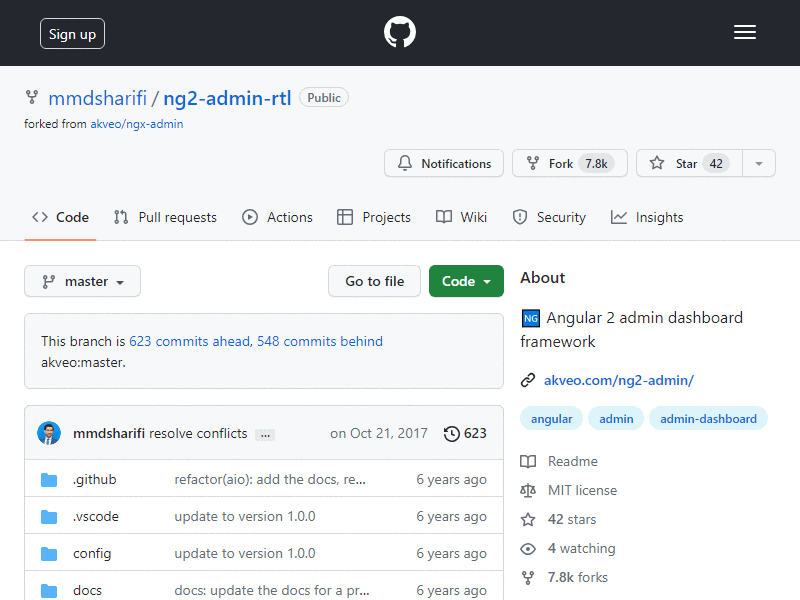 Sign up
mmdsharifi / ng2-admin-rtl Public
forked from akveo/ngx-admin
Notifications Fork 7.8k Star 42
Code Pull requests Actions Projects Wiki Security Insights
master Go to file Code
This branch is 623 commits ahead, 548 commits behind
akveo:master.
mmdsharifi resolve conflicts ... on Oct 21, 2017 623
.github refactor(aio): add the docs, re... 6 years ago
.vscode update to version 1.0.0 6 years ago
config update to version 1.0.0 6 years ago
docs docs: update the docs for a pr... 6 years ago
About
NG Angular 2 admin dashboard
framework
akveo.com/ng2-admin/
angular admin admin-dashboard
Readme
MIT license
42 stars
4 watching
7.8k forks